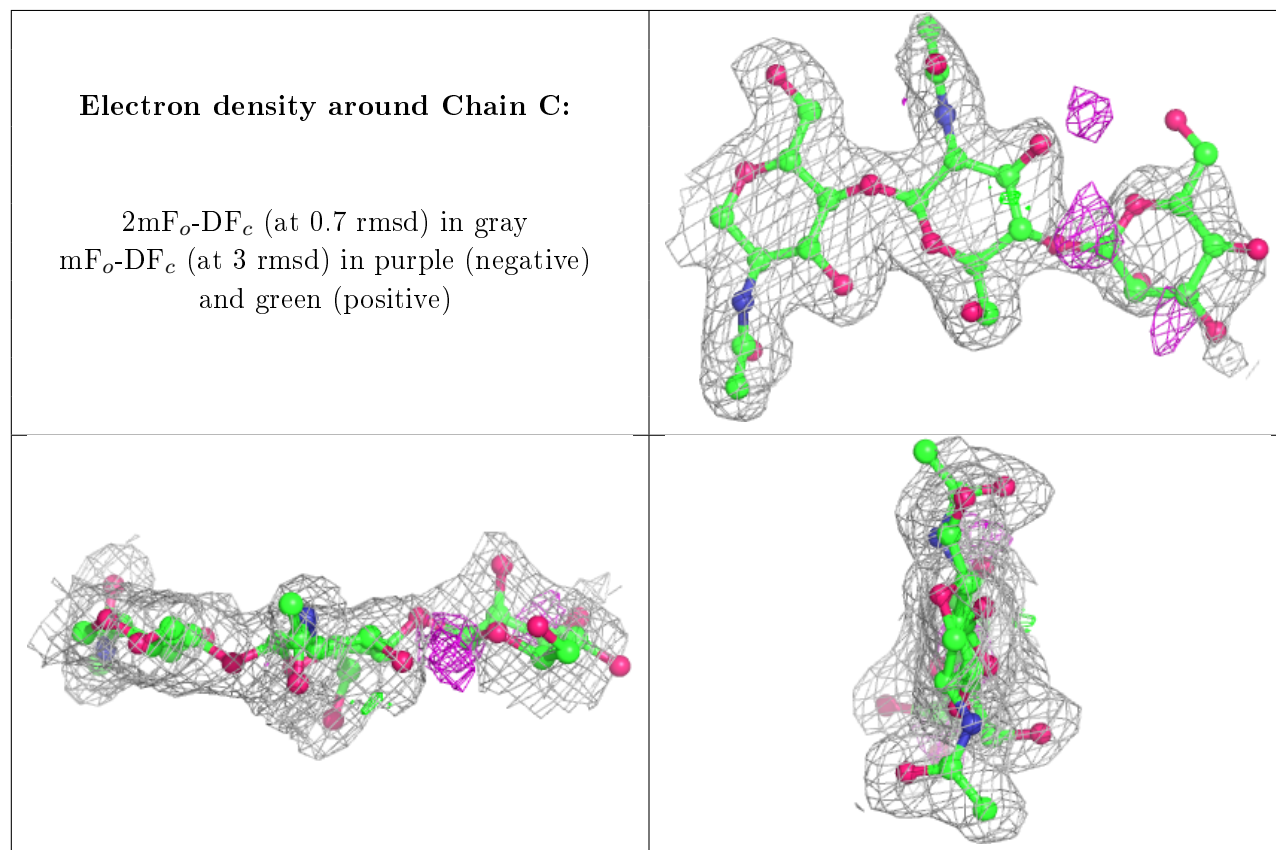 Electron density around Chain C:
2mFₒ-DF𝒸 (at 0.7 rmsd) in gray
mFₒ-DF𝒸 (at 3 rmsd) in purple (negative)
and green (positive)